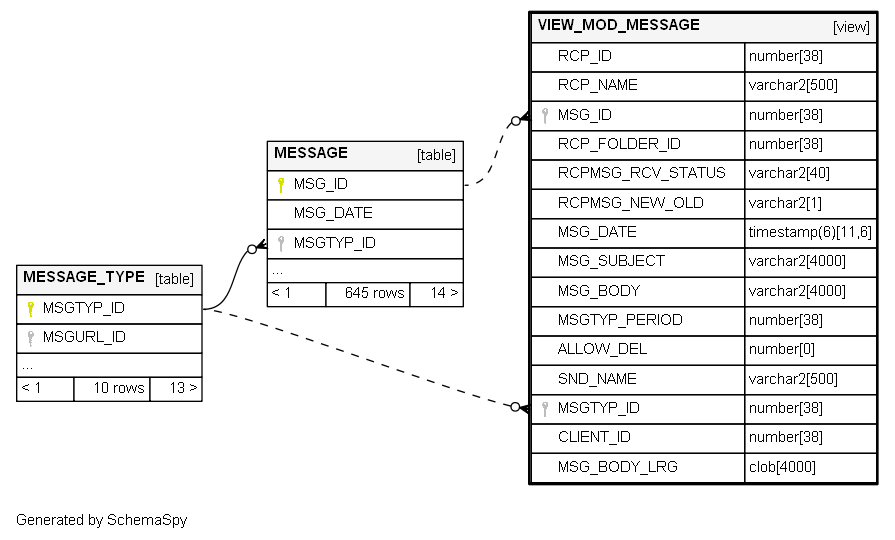 VIEW_MOD_MESSAGE [view]
RCP_ID number[38]
RCP_NAME varchar2[500]
MSG_ID number[38]
RCP_FOLDER_ID number[38]
RCPMSG_RCV_STATUS varchar2[40]
RCPMSG_NEW_OLD varchar2[1]
MSG_DATE timestamp(6)[11,6]
MSG_SUBJECT varchar2[4000]
MSG_BODY varchar2[4000]
MSGTYP_PERIOD number[38]
ALLOW_DEL number[0]
SND_NAME varchar2[500]
MSGTYP_ID number[38]
CLIENT_ID number[38]
MSG_BODY_LRG clob[4000]
MESSAGE [table]
MSG_ID
MSG_DATE
MSGTYP_ID
...
< 1 645 rows 14 >
MESSAGE_TYPE [table]
MSGTYP_ID
MSGURL_ID
...
< 1 10 rows 13 >
Generated by SchemaSpy